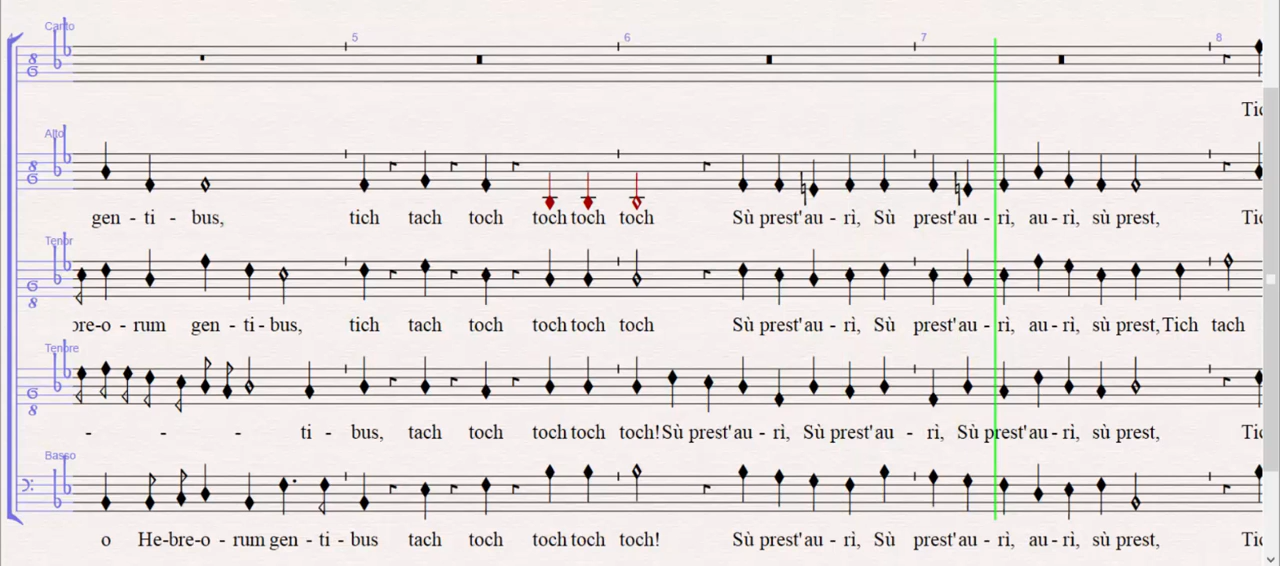 Canto
5 6 7 8
Alto
gen - ti - bus, tich tach toch toch toch toch Sù prest'au - rì, Sù prest'au - rì, au - rì, sù prest,
Tenor
o - rum gen - ti - bus, tich tach toch toch toch toch Sù prest'au - rì, Sù prest'au - rì, au - rì, sù prest, Tich tach
Tenore
- - - ti - bus, tach toch toch toch toch! Sù prest'au - rì, Sù prest'au - rì, Sù prest'au - rì, sù prest,
Basso
o He-bre-o - rum gen - ti - bus tach toch toch toch toch! Sù prest'au - rì, Sù prest'au - rì, au - rì, sù prest,